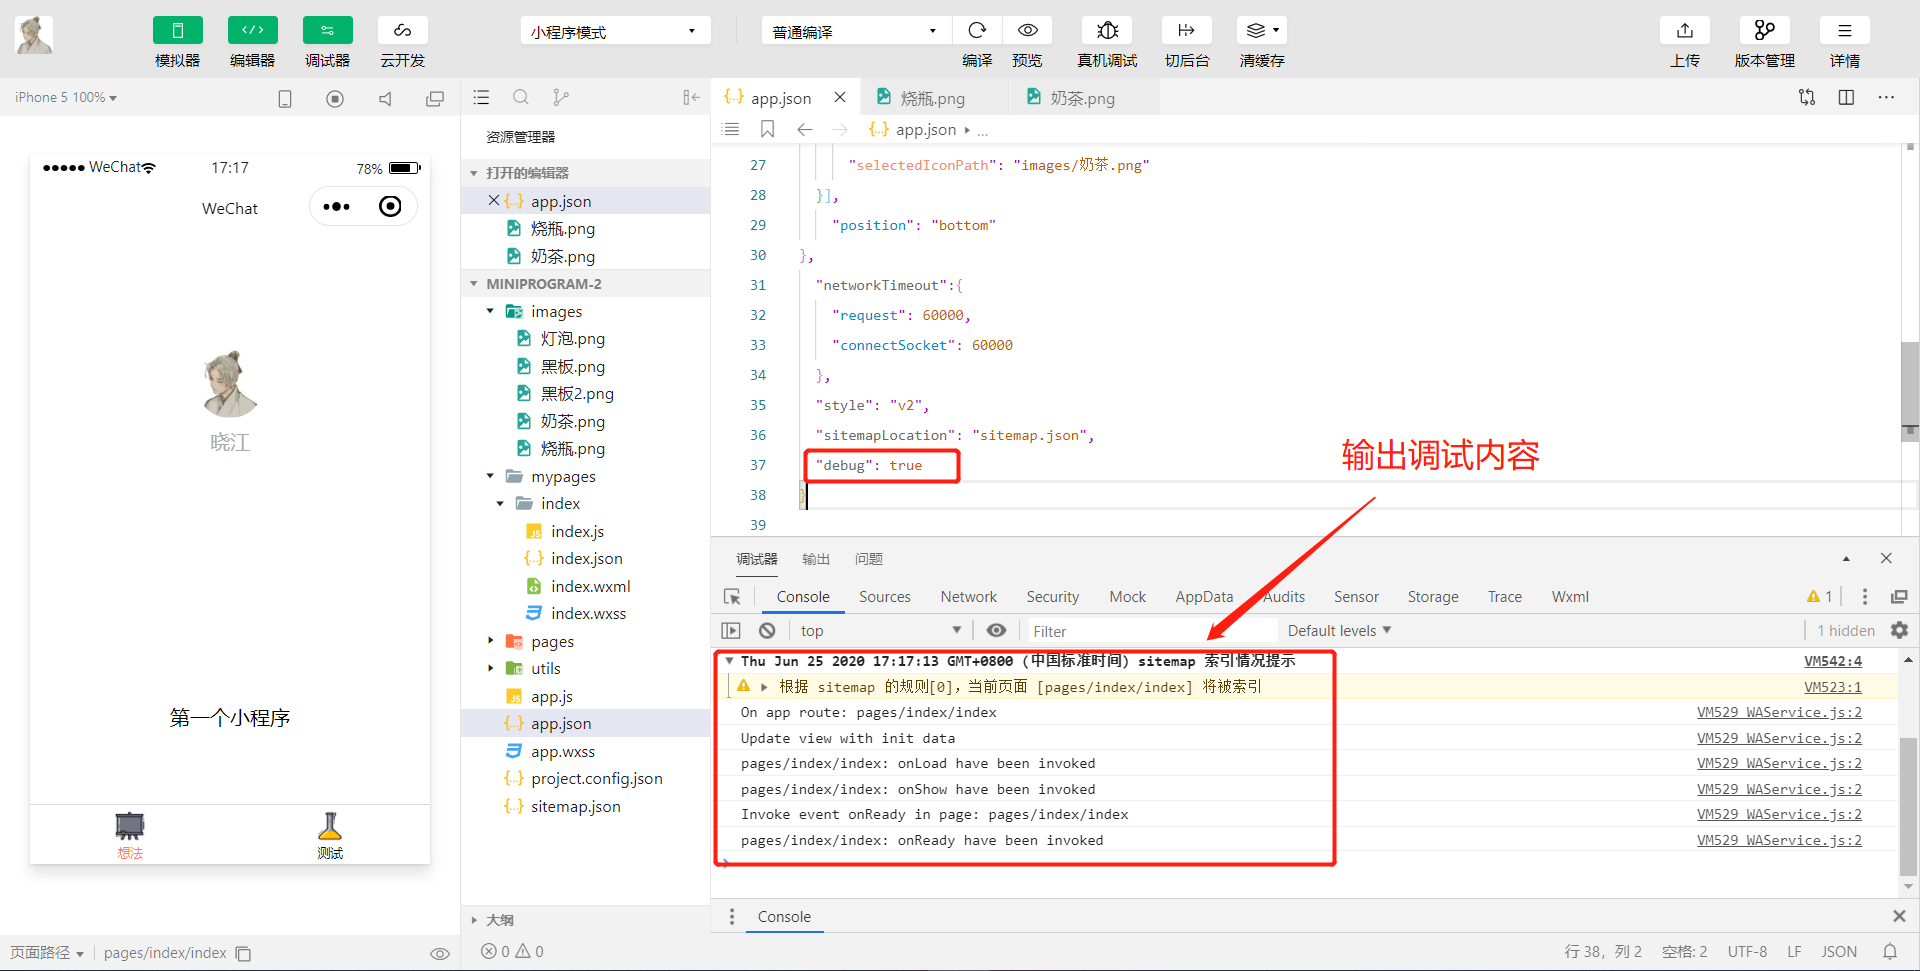 模拟器
编辑器
调试器
云开发
小程序模式
普通编译
编译
预览
真机调试
切后台
清缓存
上传
版本管理
详情
iPhone 5 100%
WeChat
17:17
78%
WeChat
晓江
第一个小程序
想法
测试
页面路径
pages/index/index
资源管理器
打开的编辑器
app.json
烧瓶.png
奶茶.png
MINIPROGRAM-2
images
灯泡.png
黑板.png
黑板2.png
奶茶.png
烧瓶.png
mypages
index
index.js
index.json
index.wxml
index.wxss
pages
utils
app.js
app.json
app.wxss
project.config.json
sitemap.json
大纲
0 0
app.json
烧瓶.png
奶茶.png
app.json ...
27 "selectedIconPath": "images/奶茶.png"
28 }],
29 "position": "bottom"
30 },
31 "networkTimeout":{
32 "request": 60000,
33 "connectSocket": 60000
34 },
35 "style": "v2",
36 "sitemapLocation": "sitemap.json",
37 "debug": true
38 }
39
输出调试内容
调试器 输出 问题
Console Sources Network Security Mock AppData Audits Sensor Storage Trace Wxml
1
top
Filter
Default levels
1 hidden
Thu Jun 25 2020 17:17:13 GMT+0800 (中国标准时间) sitemap 索引情况提示 VM542:4
根据 sitemap 的规则[0]，当前页面 [pages/index/index] 将被索引 VM523:1
On app route: pages/index/index VM529 WAService.js:2
Update view with init data VM529 WAService.js:2
pages/index/index: onLoad have been invoked VM529 WAService.js:2
pages/index/index: onShow have been invoked VM529 WAService.js:2
Invoke event onReady in page: pages/index/index VM529 WAService.js:2
pages/index/index: onReady have been invoked VM529 WAService.js:2
Console
行 38，列 2 空格: 2 UTF-8 LF JSON